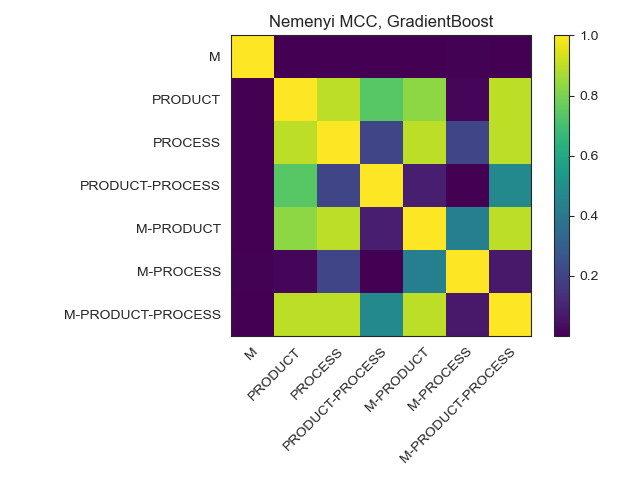 Nemenyi MCC, GradientBoost
M
PRODUCT
PROCESS
PRODUCT-PROCESS
M-PRODUCT
M-PROCESS
M-PRODUCT-PROCESS
M
PRODUCT
PROCESS
PRODUCT-PROCESS
M-PRODUCT
M-PROCESS
M-PRODUCT-PROCESS
1.0
0.8
0.6
0.4
0.2